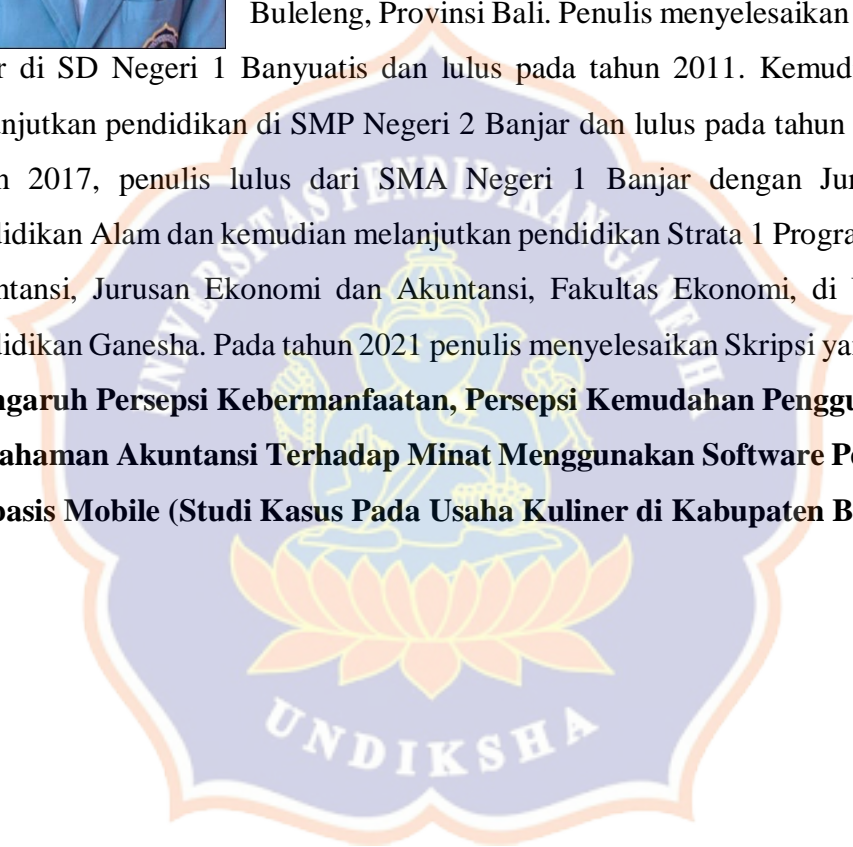 Buleleng, Provinsi Bali. Penulis menyelesaikan
r di SD Negeri 1 Banyuatis dan lulus pada tahun 2011. Kemud
njutkan pendidikan di SMP Negeri 2 Banjar dan lulus pada tahun
n 2017, penulis lulus dari SMA Negeri 1 Banjar dengan Jur
didikan Alam dan kemudian melanjutkan pendidikan Strata 1 Progra
ntansi, Jurusan Ekonomi dan Akuntansi, Fakultas Ekonomi, di
didikan Ganesha. Pada tahun 2021 penulis menyelesaikan Skripsi ya
ngaruh Persepsi Kebermanfaatan, Persepsi Kemudahan Penggu
ahaman Akuntansi Terhadap Minat Menggunakan Software Pe
basis Mobile (Studi Kasus Pada Usaha Kuliner di Kabupaten B
UNIVERSITAS PENDIDIKAN GANESHA
UNDIKSHA